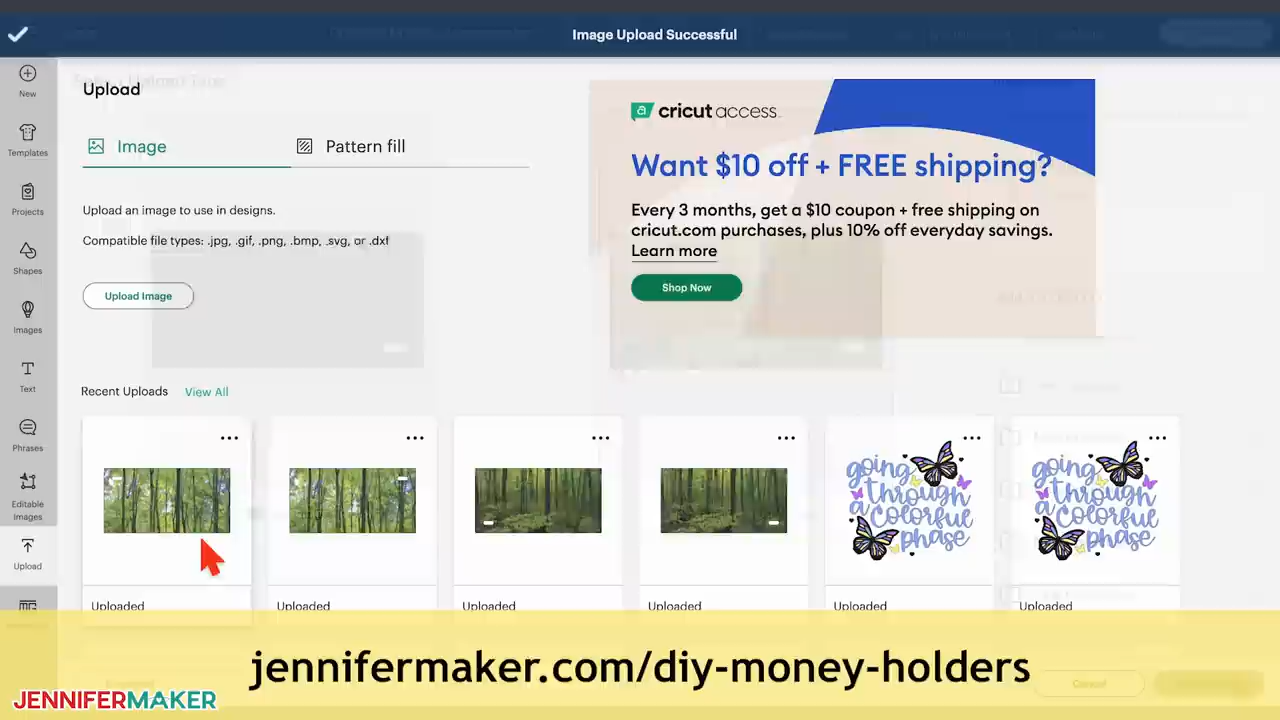 Image Upload Successful
New
Templates
Projects
Shapes
Images
Text
Phrases
Editable
Images
Upload
Upload
Image
Pattern fill
Upload an image to use in designs.
Compatible file types: .jpg, .gif, .png, .bmp, .svg, or .dxf
Upload Image
cricut access
Want $10 off + FREE shipping?
Every 3 months, get a $10 coupon + free shipping on
cricut.com purchases, plus 10% off everyday savings.
Learn more
Shop Now
Recent Uploads View All
going
through
a colorful
phase
going
through
a colorful
phase
Uploaded
Uploaded
Uploaded
Uploaded
Uploaded
Uploaded
jennifermaker.com/diy-money-holders
Cancel
JENNIFERMAKER